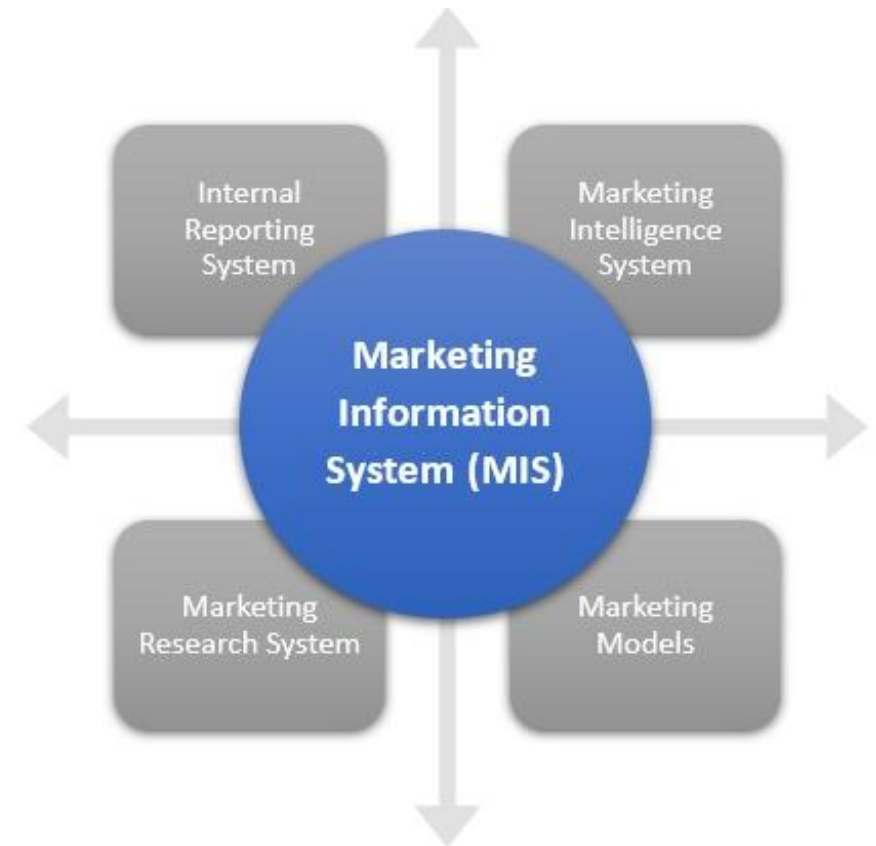 Internal
Reporting
System
Marketing
Intelligence
System
Marketing
Information
System (MIS)
Marketing
Research System
Marketing
Models